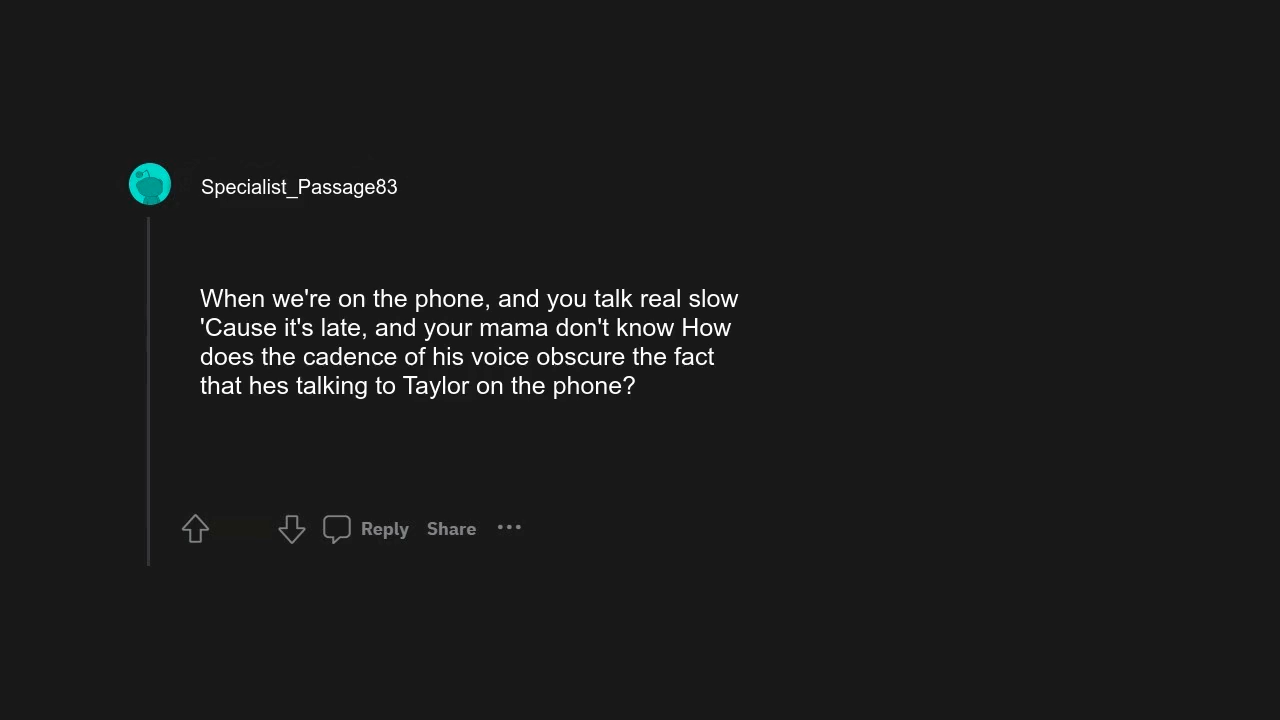 Specialist_Passage83
When we're on the phone, and you talk real slow
'Cause it's late, and your mama don't know How
does the cadence of his voice obscure the fact
that hes talking to Taylor on the phone?
Reply Share